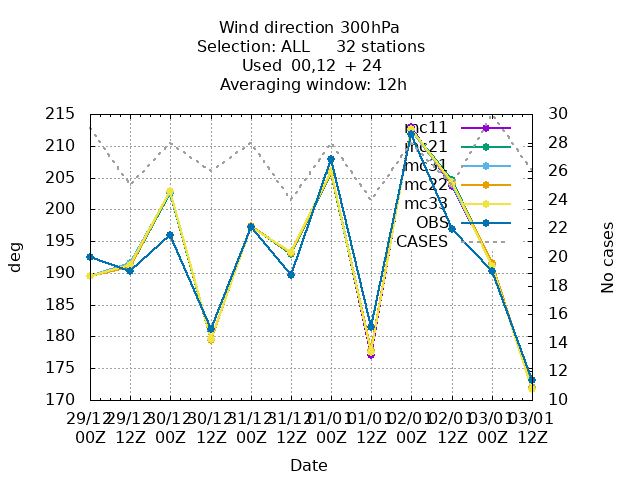 Wind direction 300hPa
Selection: ALL 32 stations
Used 00,12 + 24
Averaging window: 12h
215
210
205
200
195
190
185
180
175
170
deg
30
28
26
24
22
20
18
16
14
12
10
No cases
mc11
mc21
mc31
mc22
mc33
OBS
CASES
29/12 29/12 30/12 30/12 31/12 31/12 01/01 01/01 02/01 02/01 03/01 03/01
00Z 12Z 00Z 12Z 00Z 12Z 00Z 12Z 00Z 12Z 00Z 12Z
Date